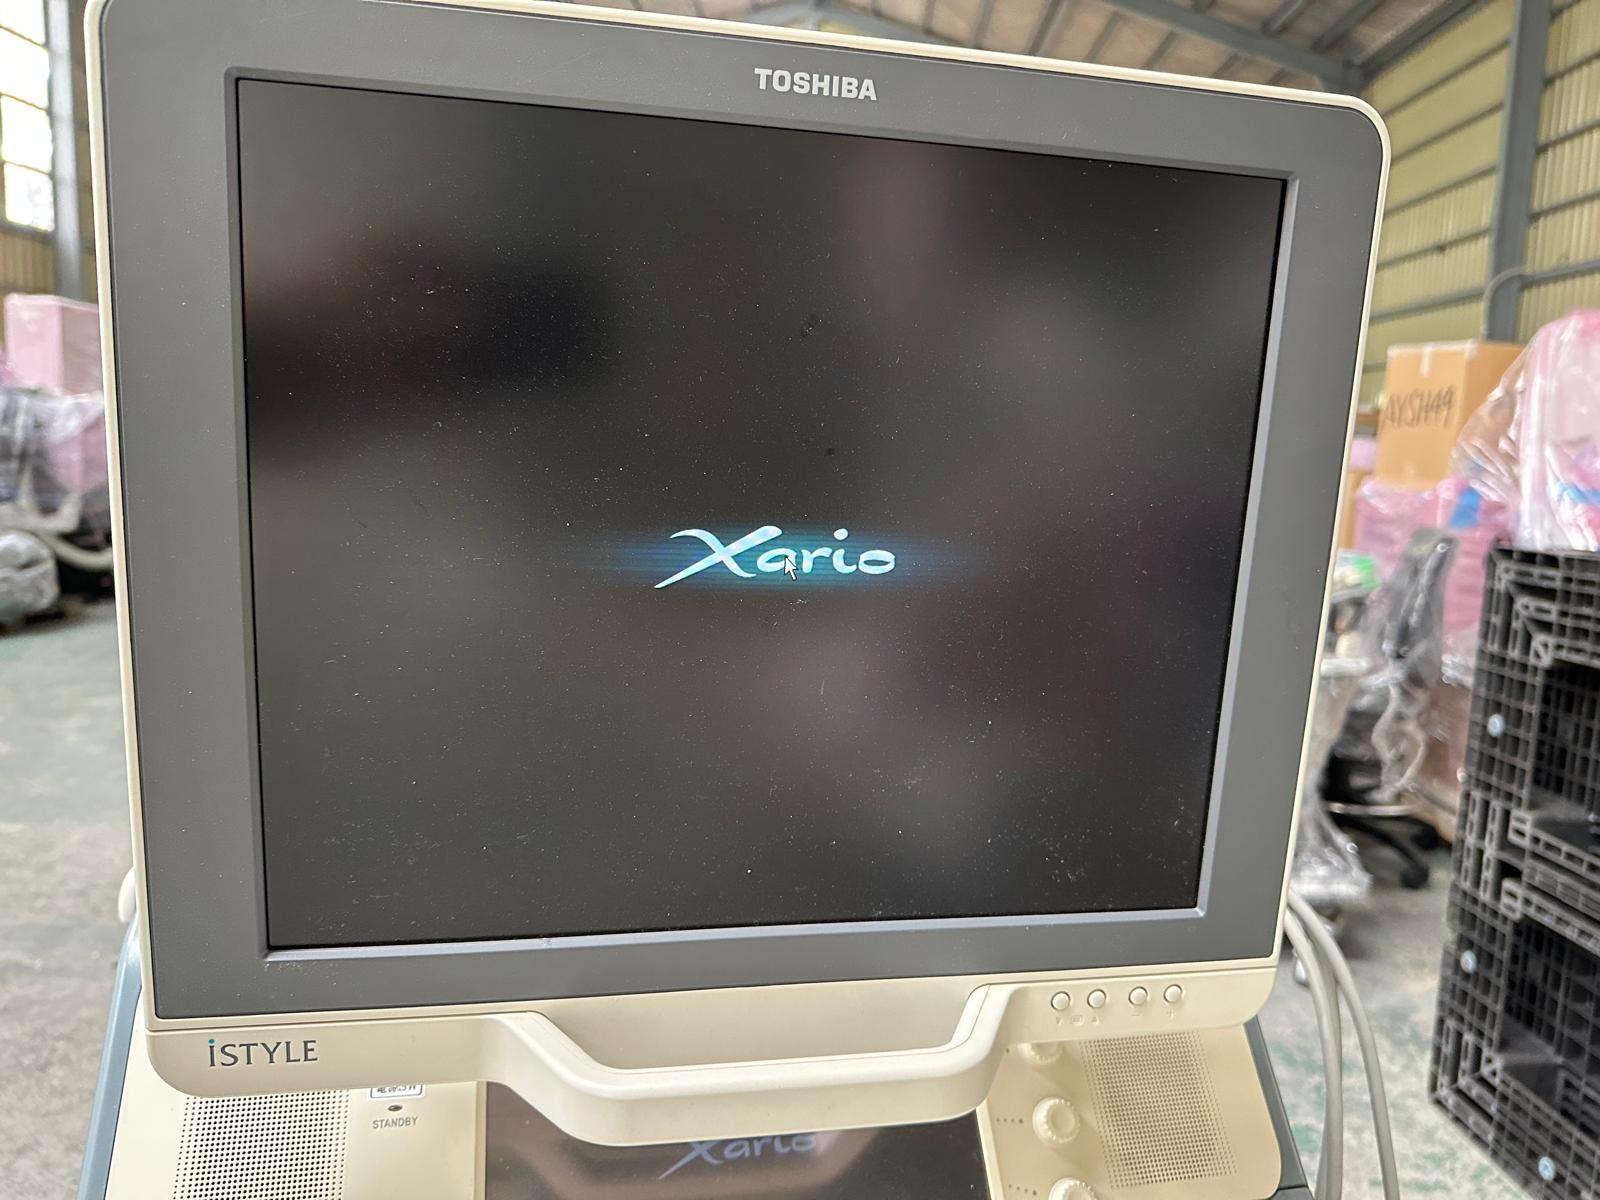 TOSHIBA
AYSH49
Xario
iSTYLE
STANDBY
Xario